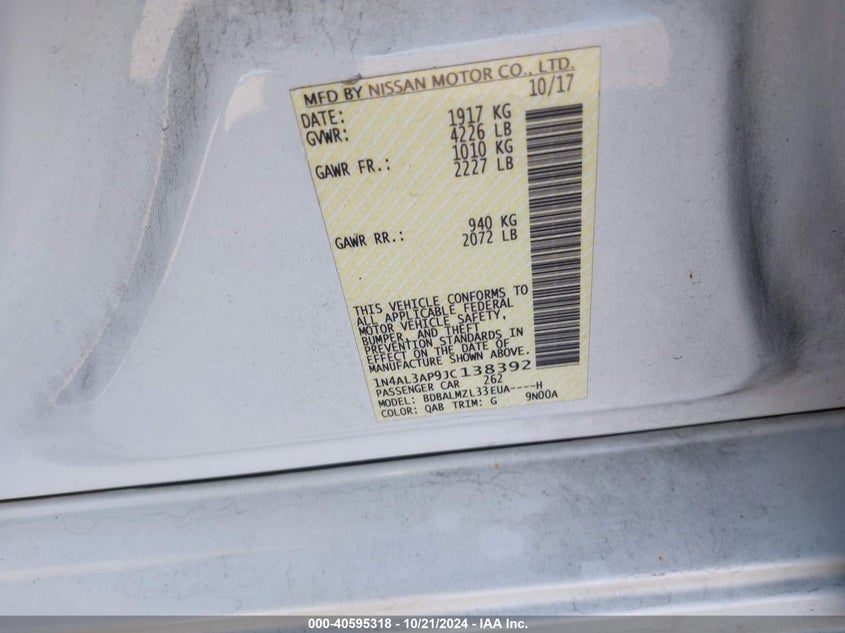 MFD BY NISSAN MOTOR CO., LTD.
DATE: 10/17
GVWR: 1917 KG
4226 LB
GAWR FR.: 1010 KG
2227 LB
GAWR RR.: 940 KG
2072 LB
THIS VEHICLE CONFORMS TO
ALL APPLICABLE FEDERAL
MOTOR VEHICLE SAFETY,
BUMPER, AND THEFT
PREVENTION STANDARDS IN
EFFECT ON THE DATE OF
MANUFACTURE SHOWN ABOVE.
1N4AL3AP9JC138392
PASSENGER CAR 262
MODEL: BDBALMZL33EUA----H
COLOR: QAB TRIM: G 9N00A
000-40595318 - 10/21/2024 - IAA Inc.